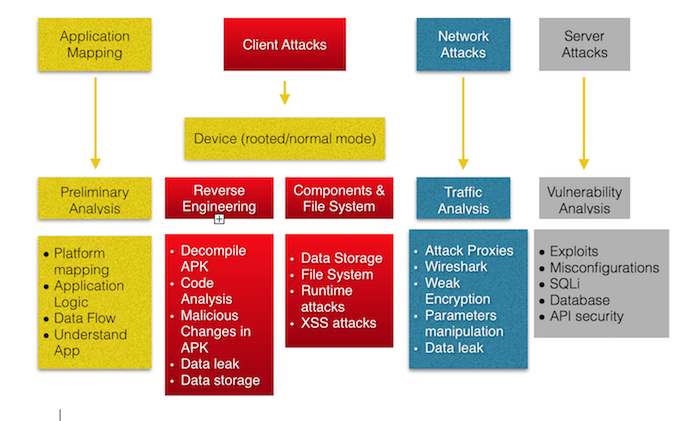 Application
Mapping
Client Attacks
Network
Attacks
Server
Attacks
Device (rooted/normal mode)
Preliminary
Analysis
Reverse
Engineering
Components &
File System
Traffic
Analysis
Vulnerability
Analysis
• Platform
mapping
• Application
Logic
• Data Flow
• Understand
App
• Decompile
APK
• Code
Analysis
• Malicious
Changes in
APK
• Data leak
• Data storage
• Data Storage
• File System
• Runtime
attacks
• XSS attacks
• Attack Proxies
• Wireshark
• Weak
Encryption
• Parameters
manipulation
• Data leak
• Exploits
• Misconfigurations
• SQLi
• Database
• API security